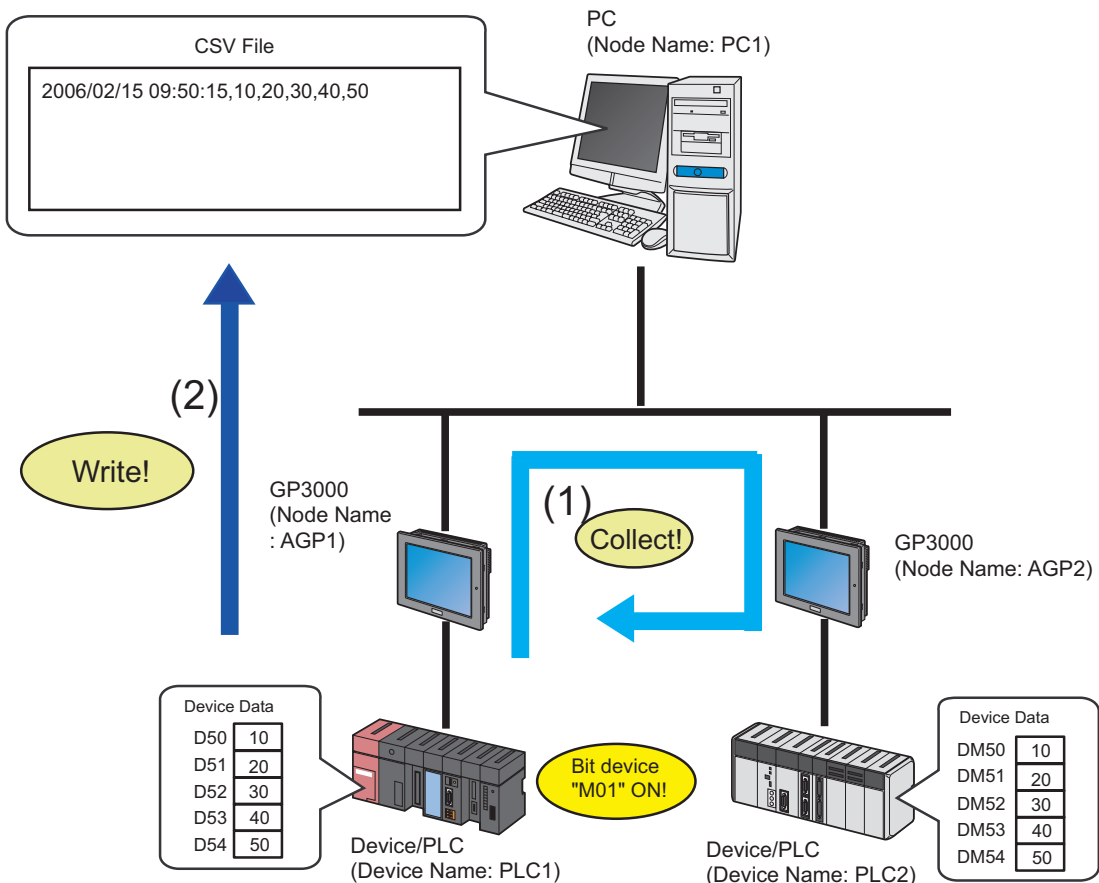 PC
(Node Name: PC1)
CSV File
2006/02/15 09:50:15,10,20,30,40,50
(2)
Write!
(1)
Collect!
GP3000
(Node Name
: AGP1)
GP3000
(Node Name: AGP2)
Device Data
D50 10
D51 20
D52 30
D53 40
D54 50
Bit device
"M01" ON!
Device Data
DM50 10
DM51 20
DM52 30
DM53 40
DM54 50
Device/PLC
(Device Name: PLC1)
Device/PLC
(Device Name: PLC2)